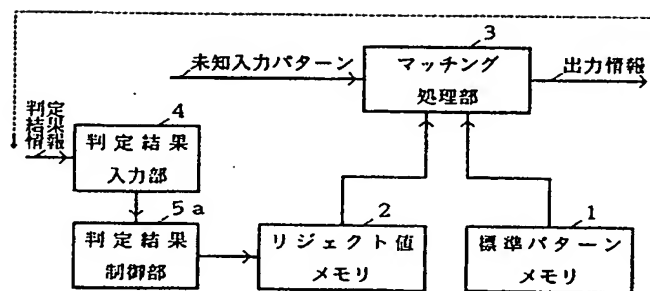 3
未知入力パターン
マッチング
処理部
出力情報
判定
結果
情報
4
判定結果
入力部
5a
判定結果
制御部
2
リジェクト値
メモリ
1
標準パターン
メモリ